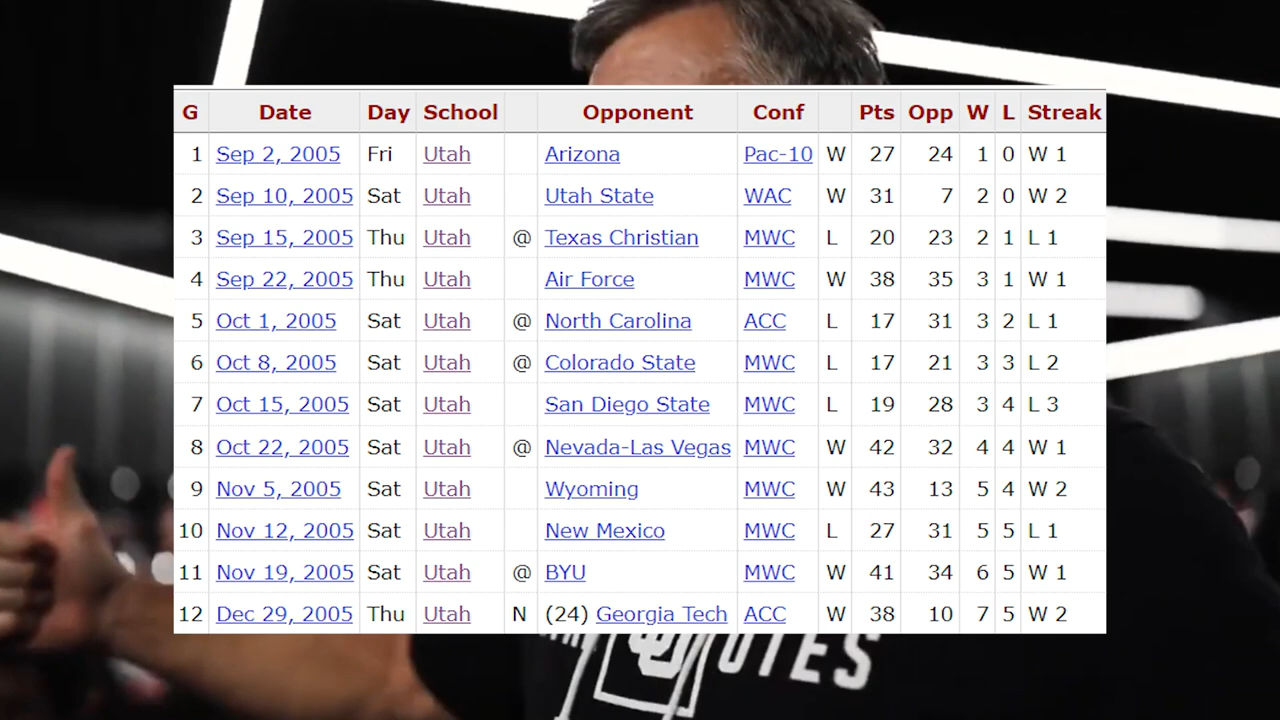 G Date Day School Opponent Conf Pts Opp W L Streak
1 Sep 2, 2005 Fri Utah Arizona Pac-10 W 27 24 1 0 W 1
2 Sep 10, 2005 Sat Utah Utah State WAC W 31 7 2 0 W 2
3 Sep 15, 2005 Thu Utah @ Texas Christian MWC L 20 23 2 1 L 1
4 Sep 22, 2005 Thu Utah Air Force MWC W 38 35 3 1 W 1
5 Oct 1, 2005 Sat Utah @ North Carolina ACC L 17 31 3 2 L 1
6 Oct 8, 2005 Sat Utah @ Colorado State MWC L 17 21 3 3 L 2
7 Oct 15, 2005 Sat Utah San Diego State MWC L 19 28 3 4 L 3
8 Oct 22, 2005 Sat Utah @ Nevada-Las Vegas MWC W 42 32 4 4 W 1
9 Nov 5, 2005 Sat Utah Wyoming MWC W 43 13 5 4 W 2
10 Nov 12, 2005 Sat Utah New Mexico MWC L 27 31 5 5 L 1
11 Nov 19, 2005 Sat Utah @ BYU MWC W 41 34 6 5 W 1
12 Dec 29, 2005 Thu Utah N (24) Georgia Tech ACC W 38 10 7 5 W 2
UTES